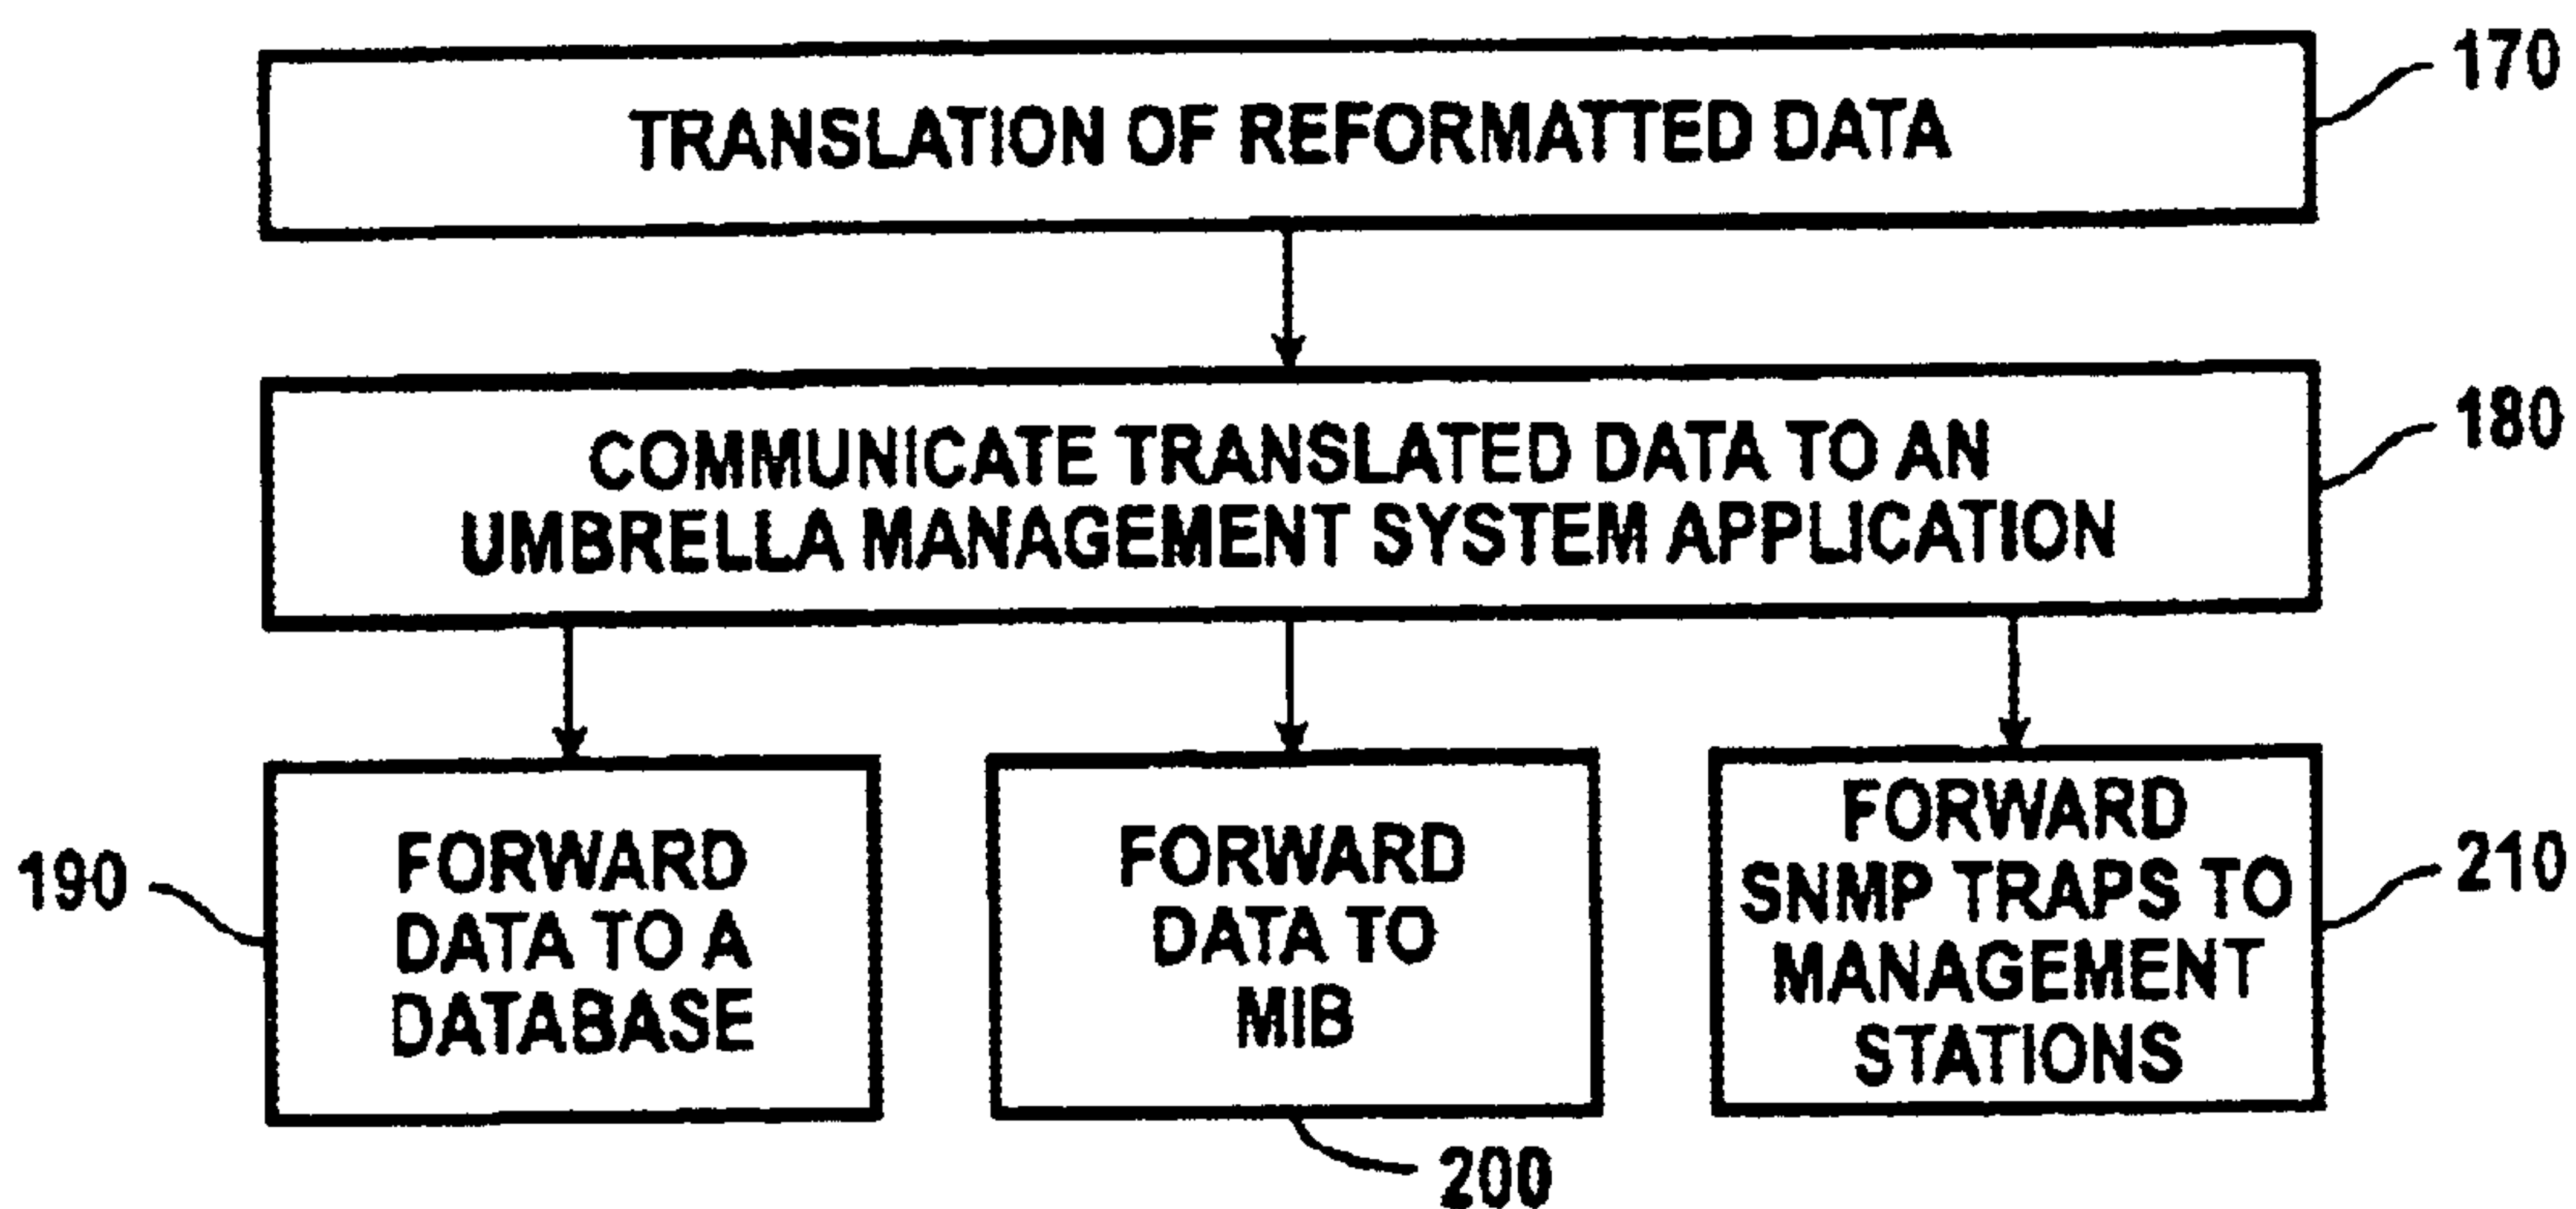 TRANSLATION OF REFORMATTED DATA
170
COMMUNICATE TRANSLATED DATA TO AN
UMBRELLA MANAGEMENT SYSTEM APPLICATION
180
190
FORWARD
DATA TO A
DATABASE
FORWARD
DATA TO
MIB
200
FORWARD
SNMP TRAPS TO
MANAGEMENT
STATIONS
210